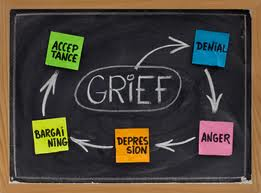 GRIEF
DENIAL
ANGER
DEPRES
SION
BARGAI
NING
ACCEP
TANCE